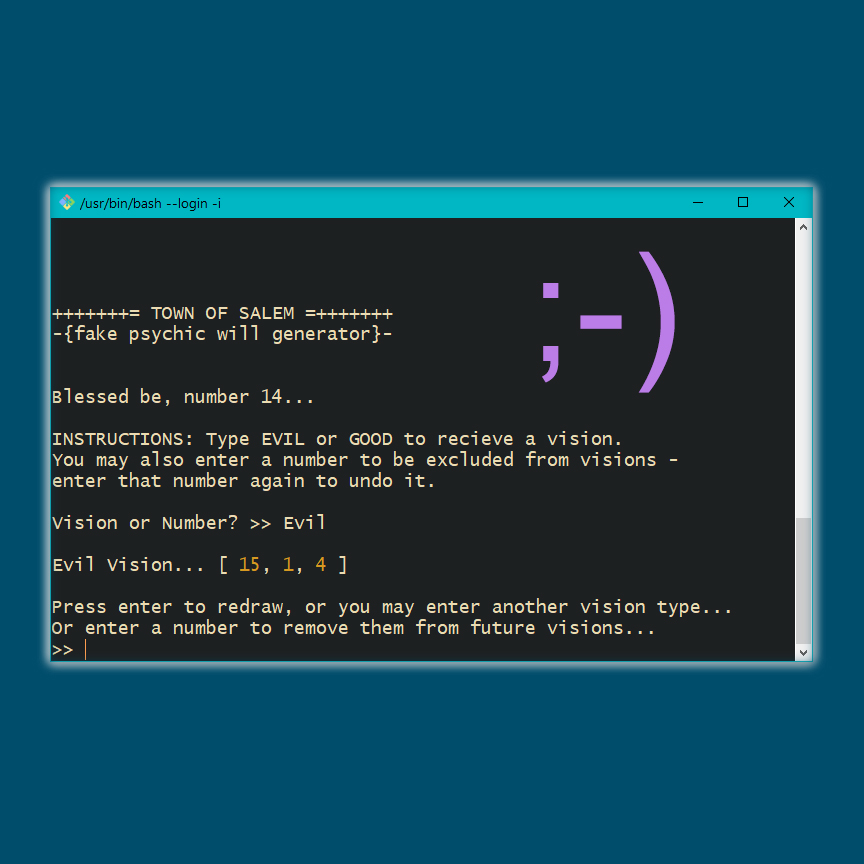 /usr/bin/bash --login -i
;-)
+++++++= TOWN OF SALEM =+++++++
-{fake psychic will generator}-
Blessed be, number 14...
INSTRUCTIONS: Type EVIL or GOOD to recieve a vision.
You may also enter a number to be excluded from visions -
enter that number again to undo it.
Vision or Number? >> Evil
Evil Vision... [ 15, 1, 4 ]
Press enter to redraw, or you may enter another vision type...
Or enter a number to remove them from future visions...
>>